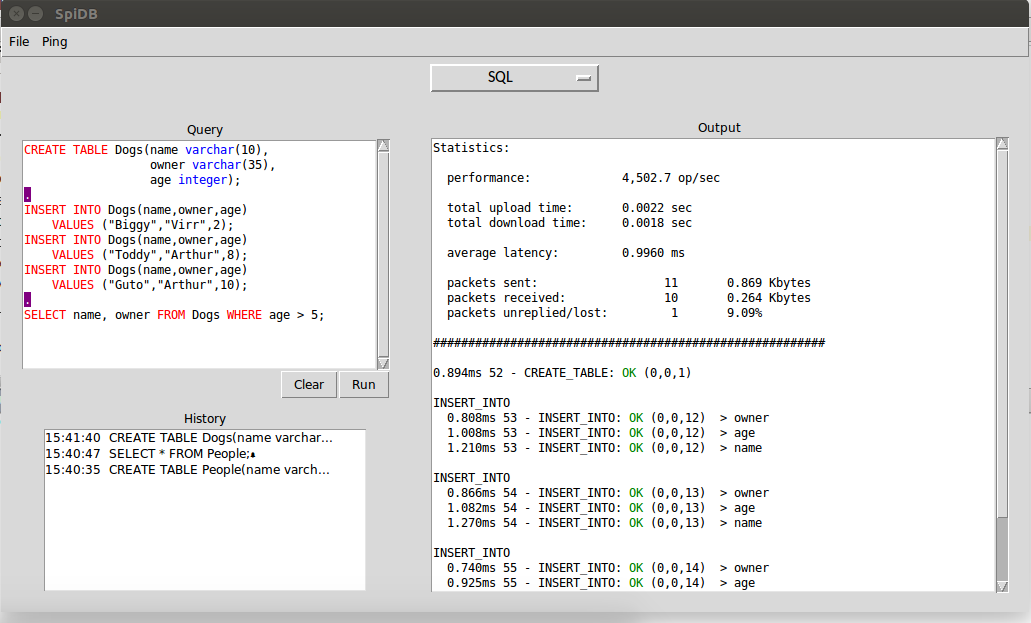 SpiDB
File Ping
SQL
Query
CREATE TABLE Dogs(name varchar(10),
owner varchar(35),
age integer);
.
INSERT INTO Dogs(name,owner,age)
VALUES ("Biggy","Virr",2);
INSERT INTO Dogs(name,owner,age)
VALUES ("Toddy","Arthur",8);
INSERT INTO Dogs(name,owner,age)
VALUES ("Guto","Arthur",10);
.
SELECT name, owner FROM Dogs WHERE age > 5;
Clear Run
History
15:41:40 CREATE TABLE Dogs(name varchar...
15:40:47 SELECT * FROM People;
15:40:35 CREATE TABLE People(name varch...
Output
Statistics:
performance: 4,502.7 op/sec
total upload time: 0.0022 sec
total download time: 0.0018 sec
average latency: 0.9960 ms
packets sent: 11 0.869 Kbytes
packets received: 10 0.264 Kbytes
packets unreplied/lost: 1 9.09%
########################################################
0.894ms 52 - CREATE_TABLE: OK (0,0,1)
INSERT_INTO
0.808ms 53 - INSERT_INTO: OK (0,0,12) > owner
1.008ms 53 - INSERT_INTO: OK (0,0,12) > age
1.210ms 53 - INSERT_INTO: OK (0,0,12) > name
INSERT_INTO
0.866ms 54 - INSERT_INTO: OK (0,0,13) > owner
1.082ms 54 - INSERT_INTO: OK (0,0,13) > age
1.270ms 54 - INSERT_INTO: OK (0,0,13) > name
INSERT_INTO
0.740ms 55 - INSERT_INTO: OK (0,0,14) > owner
0.925ms 55 - INSERT_INTO: OK (0,0,14) > age